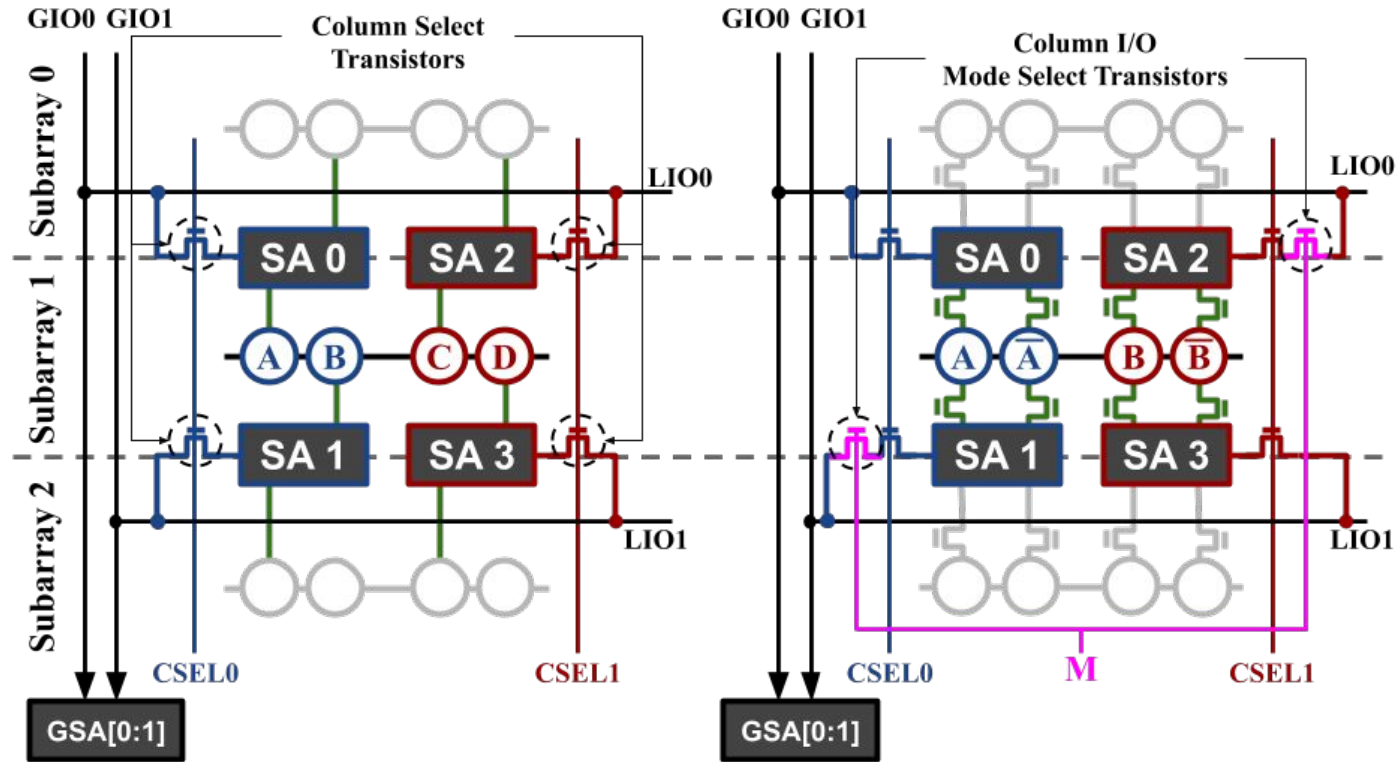 GIO0 GIO1
Column Select
Transistors
Subarray 0
LIO0
SA 0
SA 2
Subarray 1
A
B
C
D
SA 1
SA 3
Subarray 2
LIO1
CSEL0
CSEL1
GSA[0:1]
GIO0 GIO1
Column I/O
Mode Select Transistors
LIO0
SA 0
SA 2
A
A̅
B
B̅
SA 1
SA 3
LIO1
CSEL0
M
CSEL1
GSA[0:1]